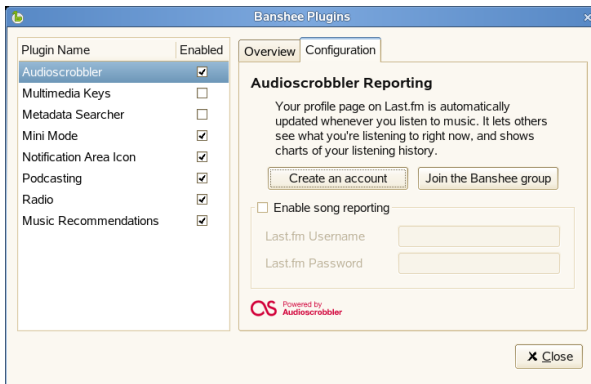 Banshee Plugins
Plugin Name Enabled
Audioscrobbler
Multimedia Keys
Metadata Searcher
Mini Mode
Notification Area Icon
Podcasting
Radio
Music Recommendations
Overview Configuration
Audioscrobbler Reporting
Your profile page on Last.fm is automatically
updated whenever you listen to music. It lets others
see what you're listening to right now, and shows
charts of your listening history.
Create an account Join the Banshee group
Enable song reporting
Last.fm Username
Last.fm Password
Powered by
Audioscrobbler
Close